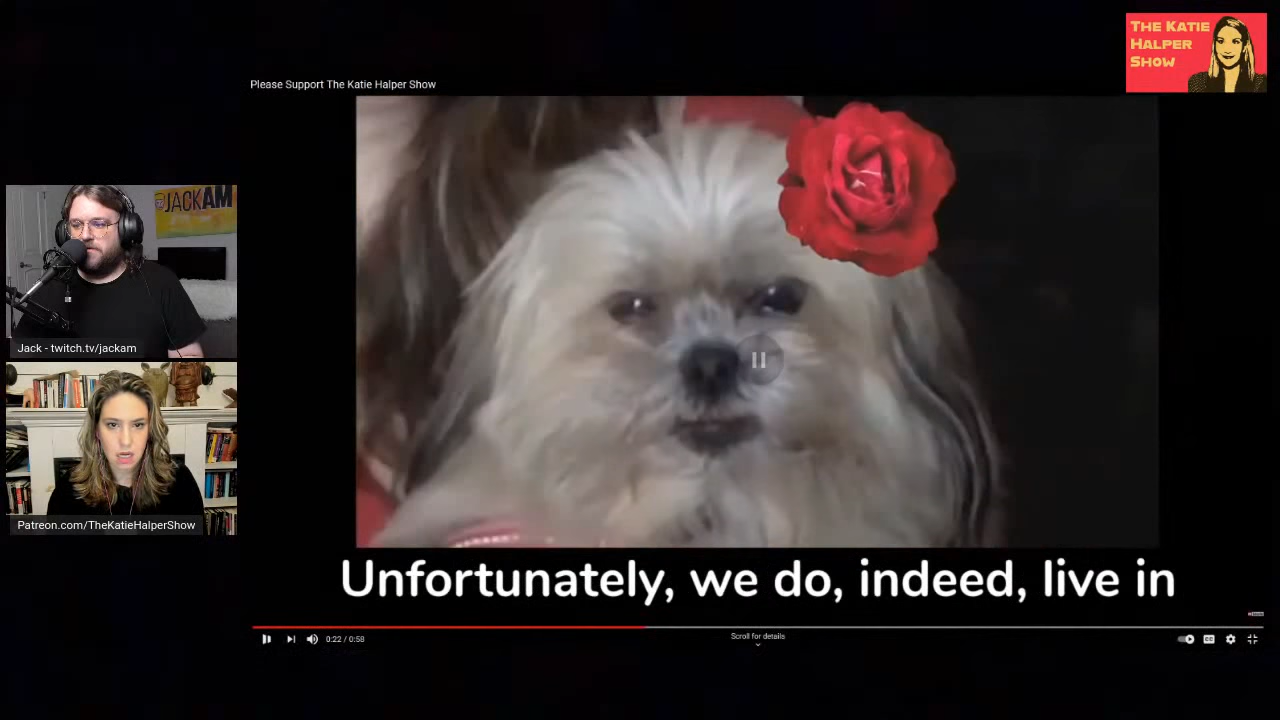 THE KATIE
HALPER
SHOW
Please Support The Katie Halper Show
JACKAM
Jack - twitch.tv/jackam
Patreon.com/TheKatieHalperShow
Unfortunately, we do, indeed, live in
0:22 / 0:58
Scroll for details